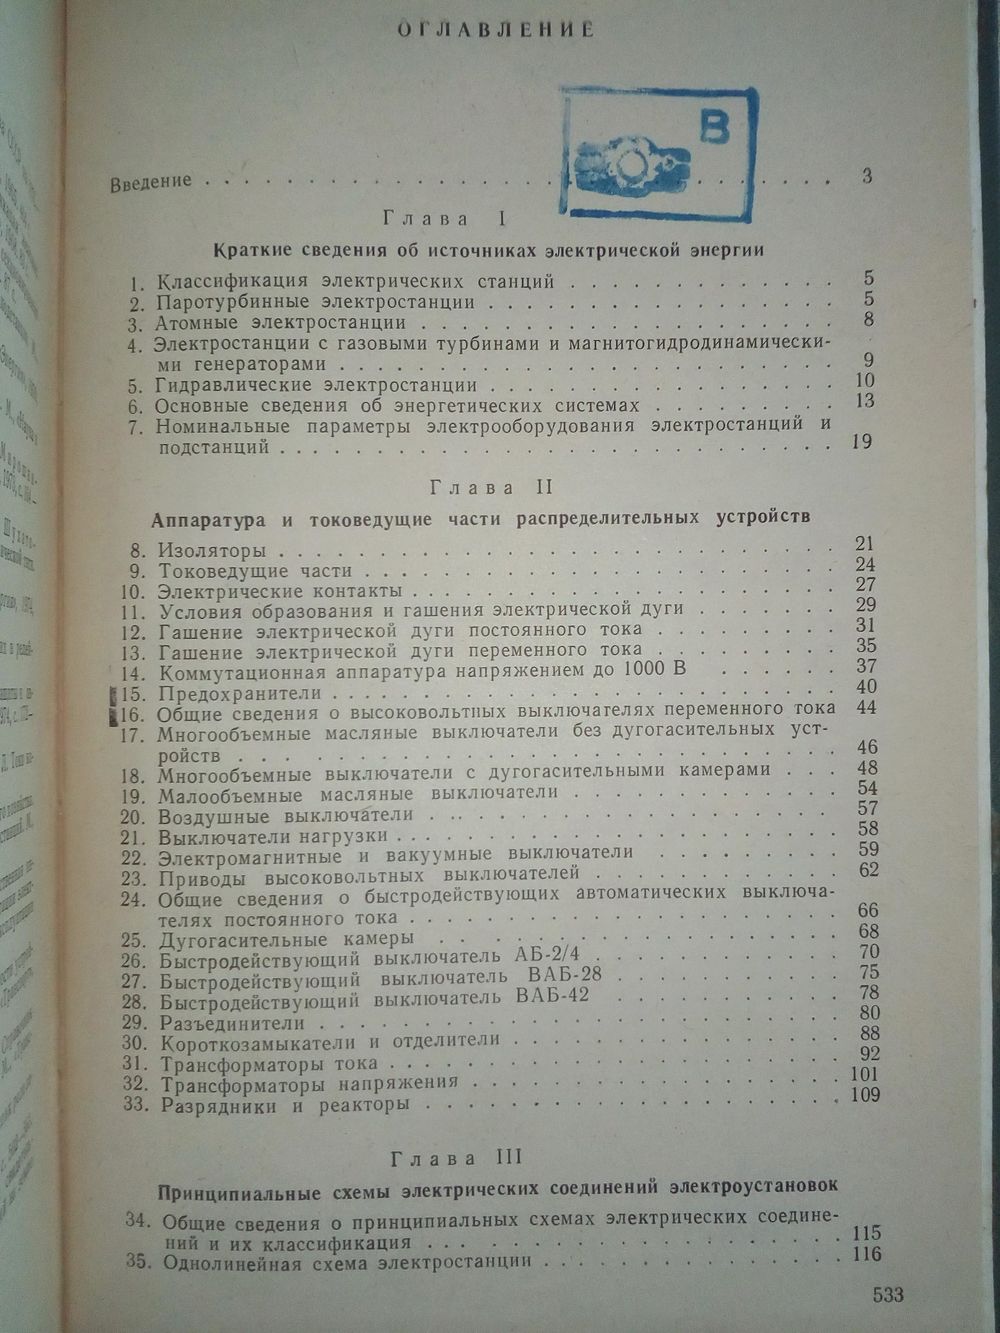 ОГЛАВЛЕНИЕ
В
Введение . . . . . . . . . . . . . . . . . . . . . . 3
Глава I
Краткие сведения об источниках электрической энергии
1. Классификация электрических станций . . . . . . . . . . . . . 5
2. Паротурбинные электростанции . . . . . . . . . . . . . . . . 5
3. Атомные электростанции . . . . . . . . . . . . . . . . . . . 8
4. Электростанции с газовыми турбинами и магнитогидродинамически-
ми генераторами . . . . . . . . . . . . . . . . . . . . . . 9
5. Гидравлические электростанции . . . . . . . . . . . . . . . . 10
6. Основные сведения об энергетических системах . . . . . . . . . 13
7. Номинальные параметры электрооборудования электростанций и
подстанций . . . . . . . . . . . . . . . . . . . . . . . . 19
Глава II
Аппаратура и токоведущие части распределительных устройств
8. Изоляторы . . . . . . . . . . . . . . . . . . . . . . . . 21
9. Токоведущие части . . . . . . . . . . . . . . . . . . . . 24
10. Электрические контакты . . . . . . . . . . . . . . . . . . 27
11. Условия образования и гашения электрической дуги . . . . . . . 29
12. Гашение электрической дуги постоянного тока . . . . . . . . . 31
13. Гашение электрической дуги переменного тока . . . . . . . . . 35
14. Коммутационная аппаратура напряжением до 1000 В . . . . . . 37
15. Предохранители . . . . . . . . . . . . . . . . . . . . . . 40
16. Общие сведения о высоковольтных выключателях переменного тока 44
17. Многообъемные масляные выключатели без дугогасительных уст-
ройств . . . . . . . . . . . . . . . . . . . . . . . . . . 46
18. Многообъемные выключатели с дугогасительными камерами . . . 48
19. Малообъемные масляные выключатели . . . . . . . . . . . . . 54
20. Воздушные выключатели . . . . . . . . . . . . . . . . . . . 57
21. Выключатели нагрузки . . . . . . . . . . . . . . . . . . . 58
22. Электромагнитные и вакуумные выключатели . . . . . . . . . 59
23. Приводы высоковольтных выключателей . . . . . . . . . . . . 62
24. Общие сведения о быстродействующих автоматических выключа-
телях постоянного тока . . . . . . . . . . . . . . . . . . . 66
25. Дугогасительные камеры . . . . . . . . . . . . . . . . . . 68
26. Быстродействующий выключатель АБ-2/4 . . . . . . . . . . . . 70
27. Быстродействующий выключатель ВАБ-28 . . . . . . . . . . . 75
28. Быстродействующий выключатель ВАБ-42 . . . . . . . . . . . 78
29. Разъединители . . . . . . . . . . . . . . . . . . . . . . . 80
30. Короткозамыкатели и отделители . . . . . . . . . . . . . . . 88
31. Трансформаторы тока . . . . . . . . . . . . . . . . . . . . 92
32. Трансформаторы напряжения . . . . . . . . . . . . . . . . . 101
33. Разрядники и реакторы . . . . . . . . . . . . . . . . . . . 109
Глава III
Принципиальные схемы электрических соединений электроустановок
34. Общие сведения о принципиальных схемах электрических соедине-
ний и их классификация . . . . . . . . . . . . . . . . . . . 115
35. Однолинейная схема электростанции . . . . . . . . . . . . . 116
533